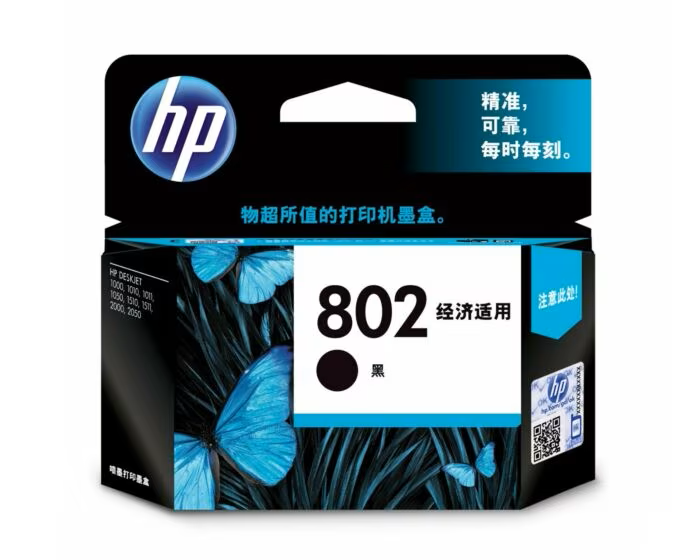 hp
精准,
可靠,
每时每刻。
物超所值的打印机墨盒。
HP DESKJET
1000, 1010, 1011,
1050, 1510, 1511,
2000, 2050
802 经济适用
黑
注意此处!
hp
喷墨打印墨盒